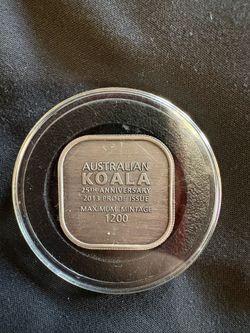 AUSTRALIAN
KOALA
25TH ANNIVERSARY
2013 PROOF ISSUE
MAXIMUM MINTAGE
1200